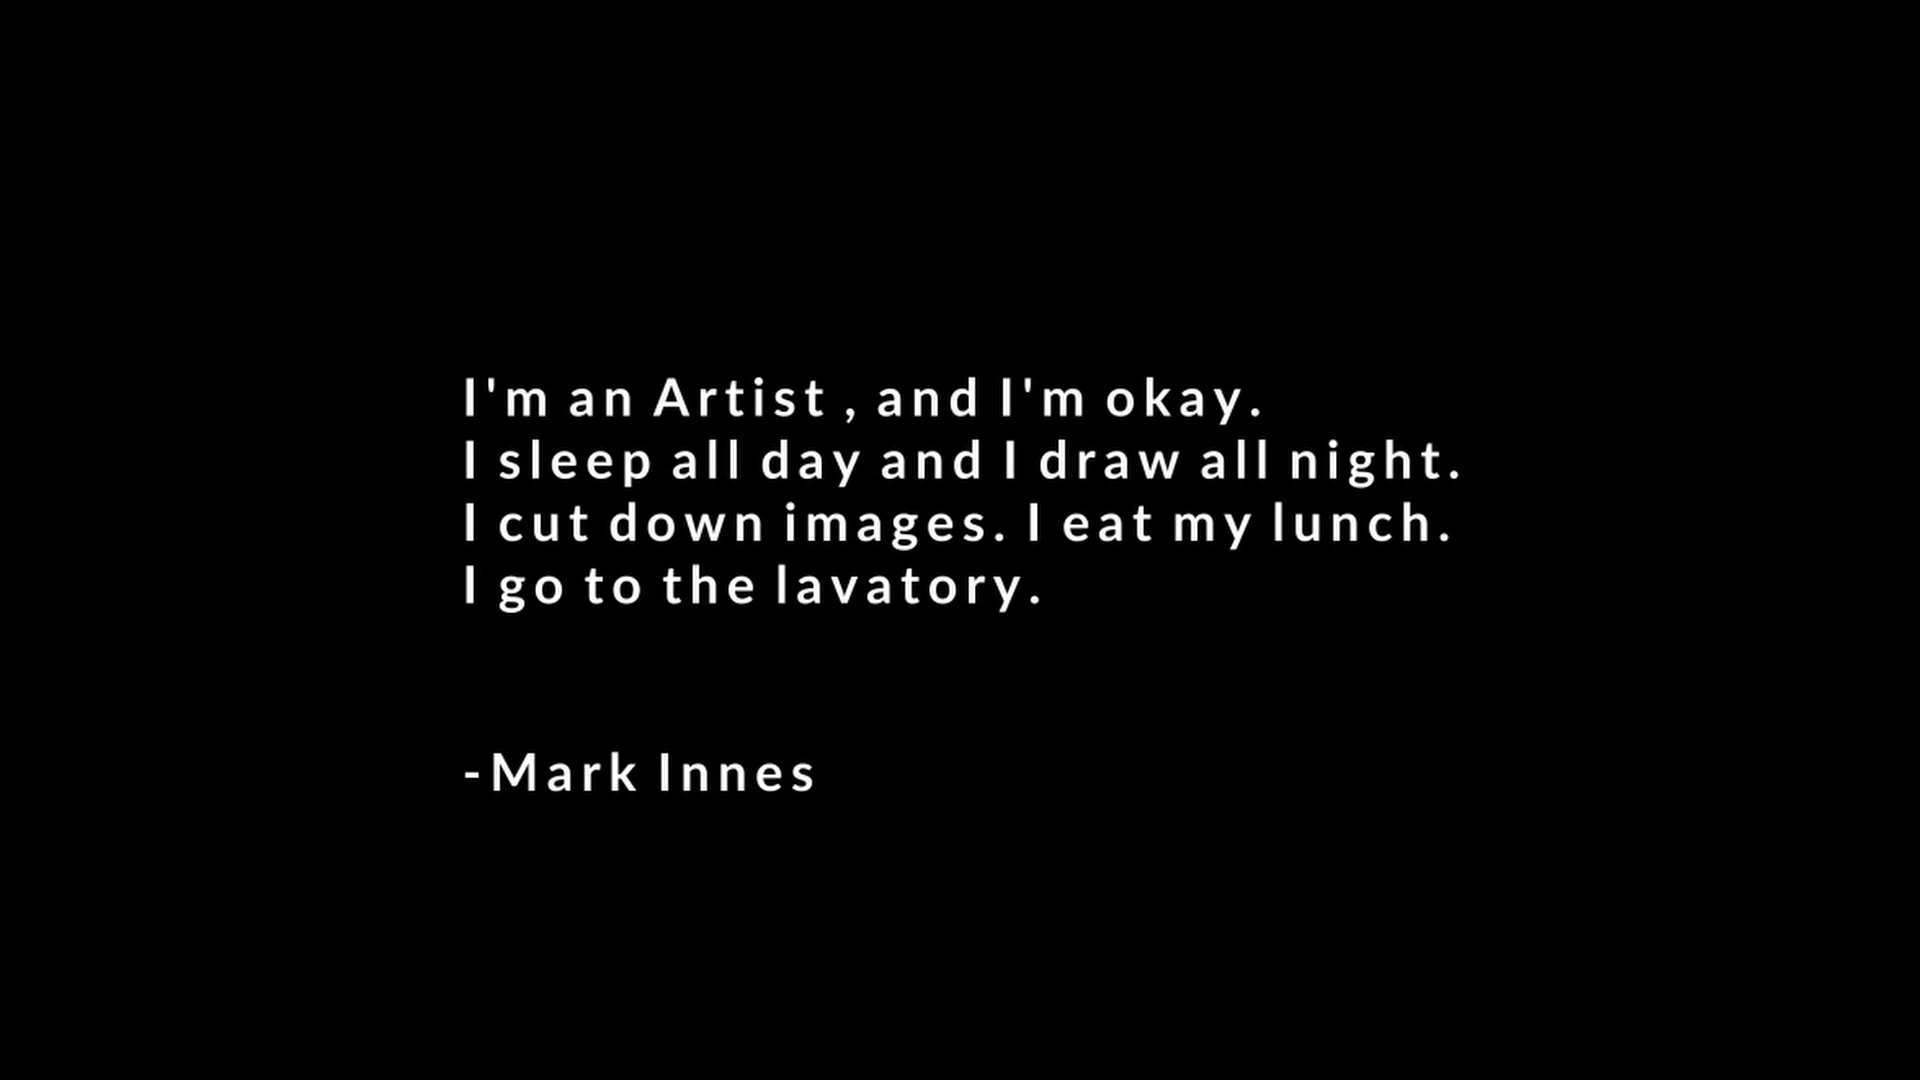 I'm an Artist , and I'm okay.
I sleep all day and I draw all night.
I cut down images. I eat my lunch.
I go to the lavatory.
-Mark Innes